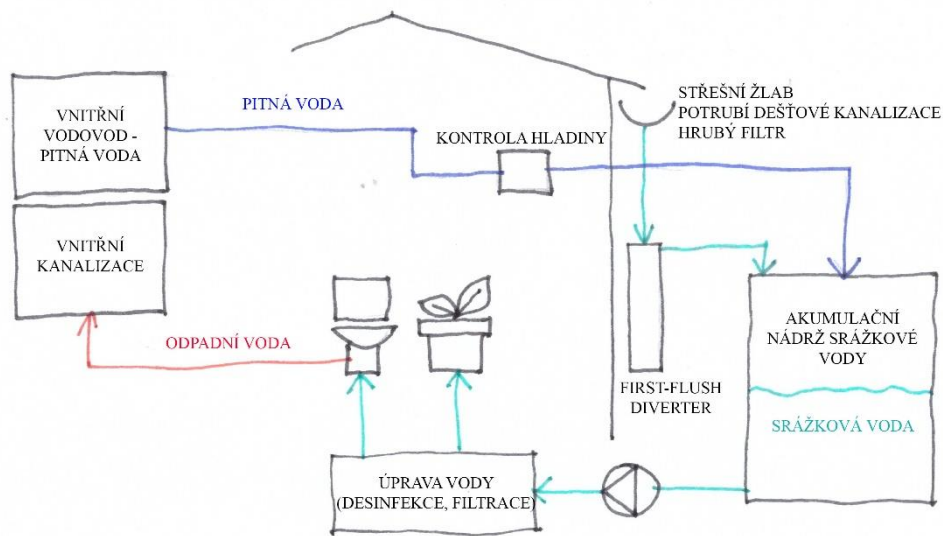 VNITŘNÍ
VODOVOD -
PITNÁ VODA
PITNÁ VODA
KONTROLA HLADINY
STŘEŠNÍ ŽLAB
POTRUBÍ DEŠŤOVÉ KANALIZACE
HRUBÝ FILTR
VNITŘNÍ
KANALIZACE
ODPADNÍ VODA
FIRST-FLUSH
DIVERTER
AKUMULAČNÍ
NÁDRŽ SRÁŽKOVÉ
VODY
SRÁŽKOVÁ VODA
ÚPRAVA VODY
(DESINFEKCE, FILTRACE)